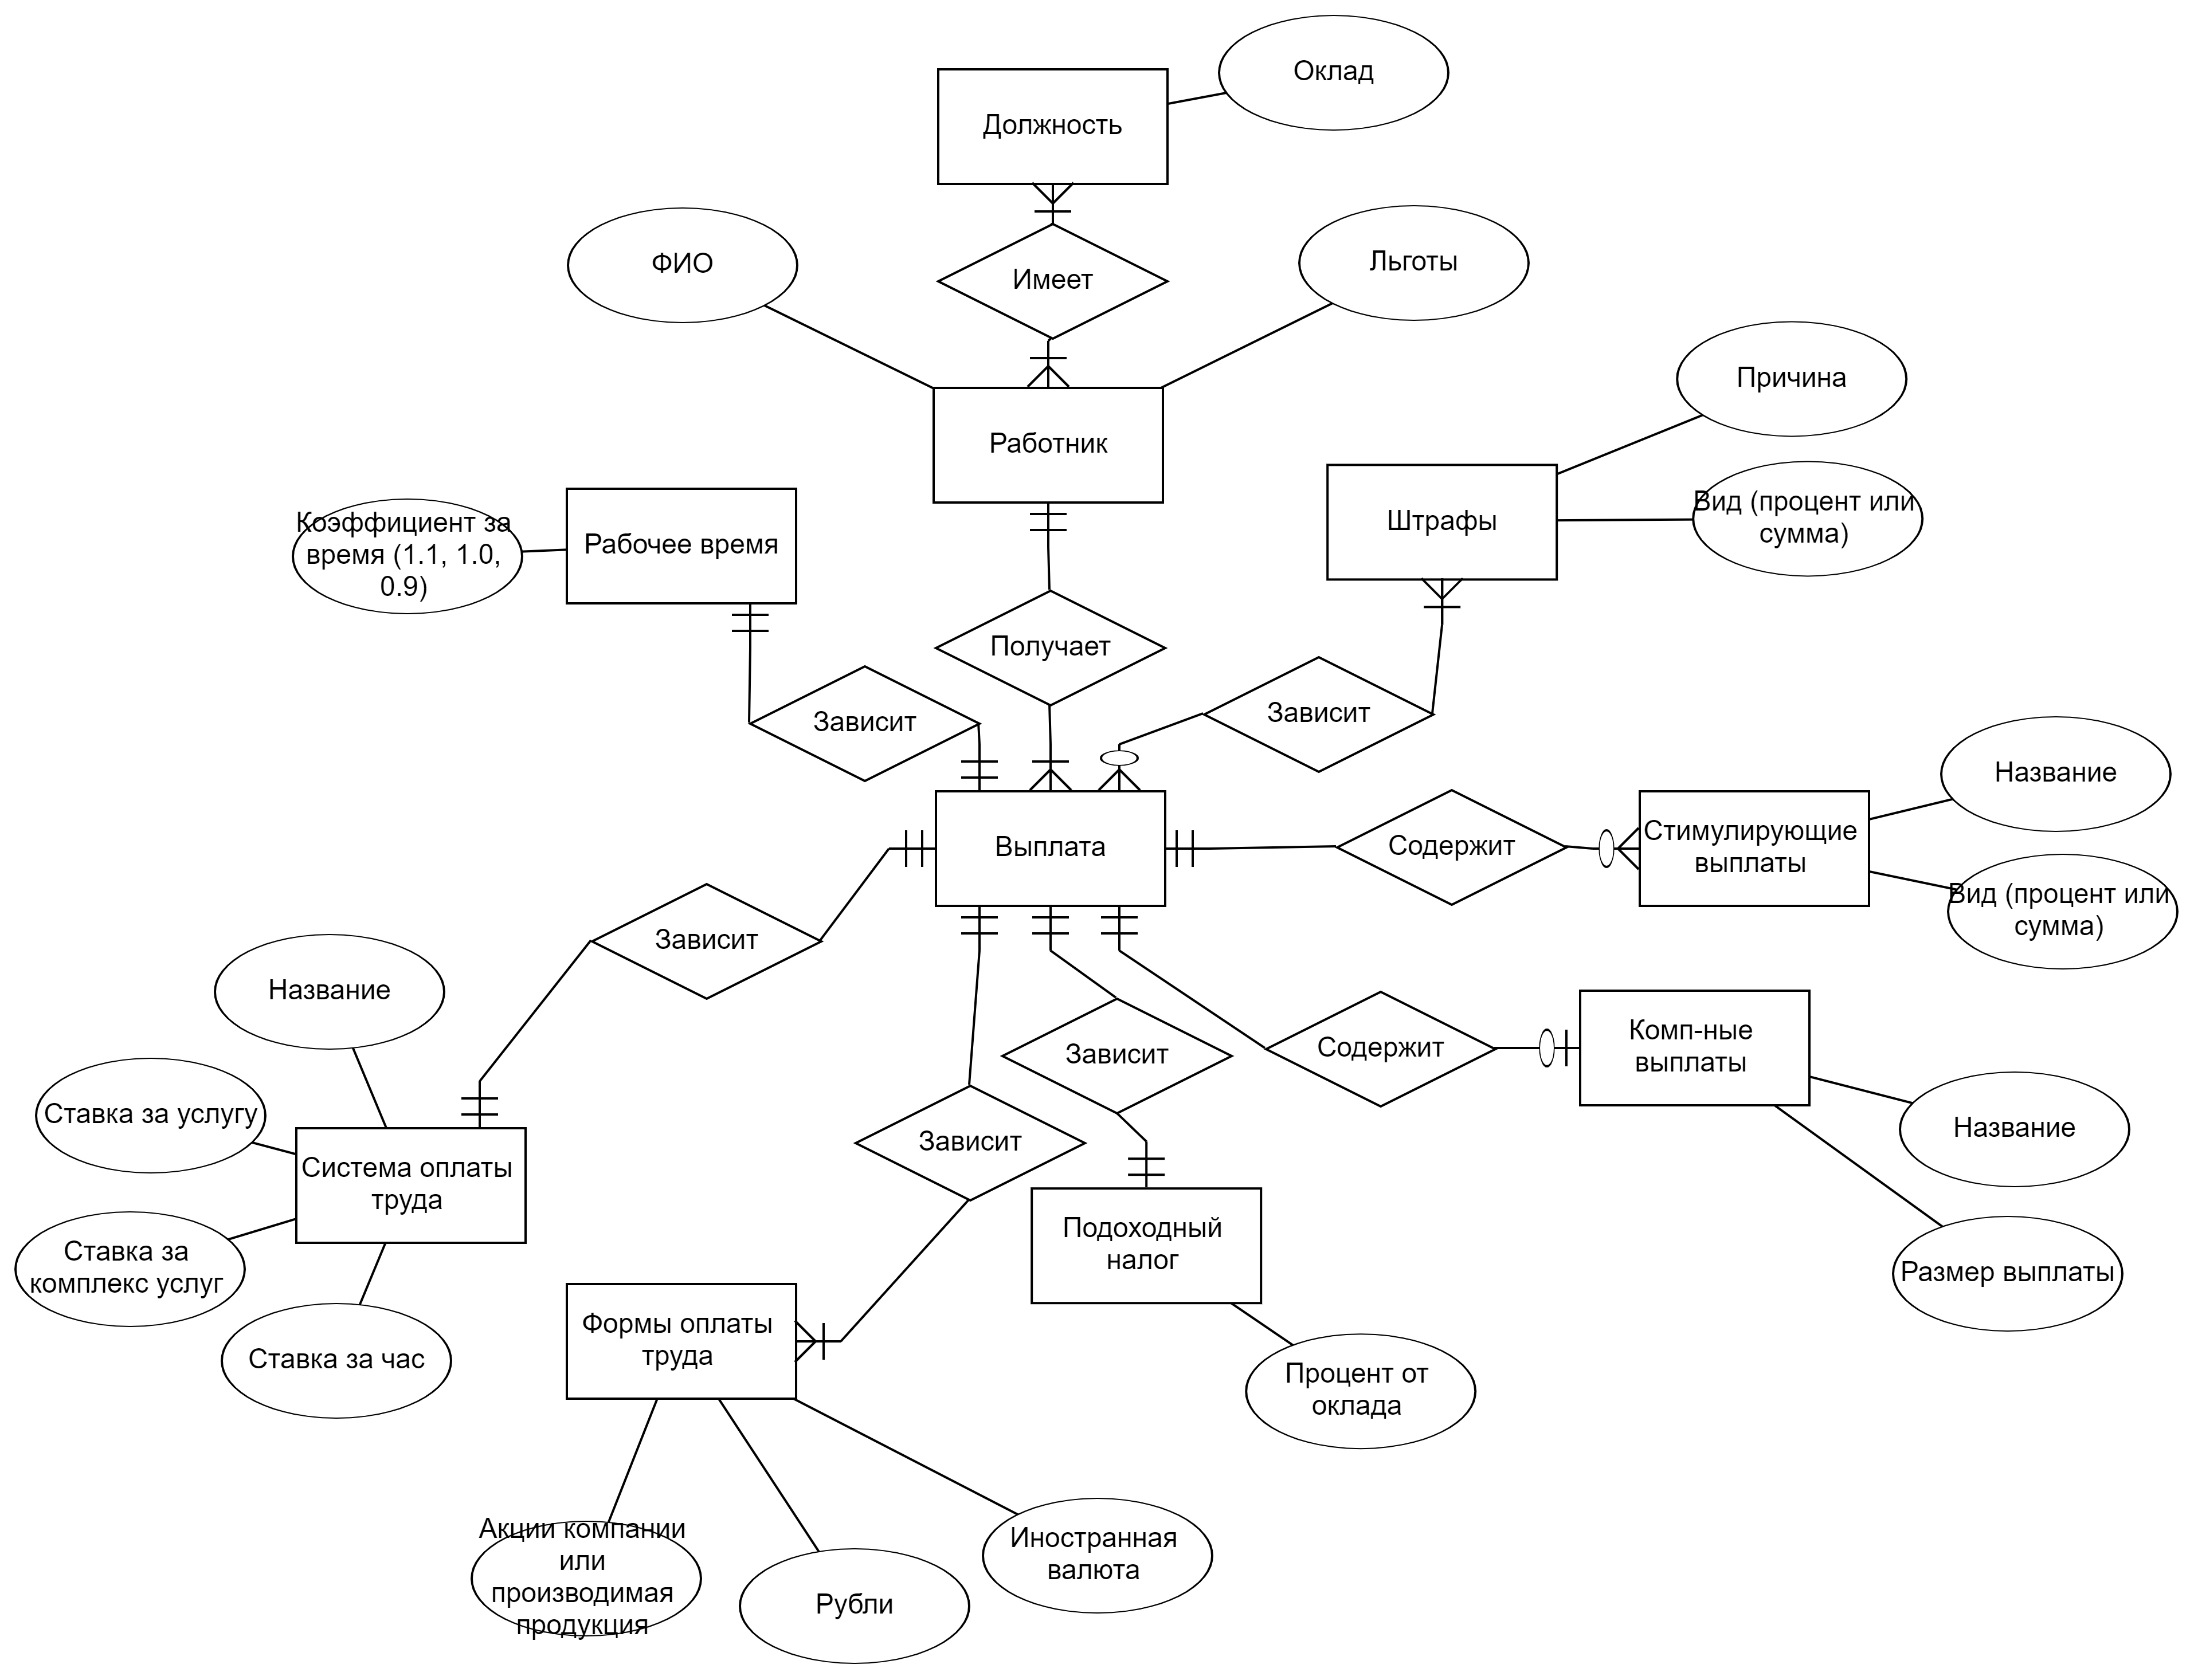 Оклад
Должность
ФИО
Имеет
Льготы
Причина
Работник
Вид (процент или
сумма)
Штрафы
Коэффициент за
время (1.1, 1.0,
0.9)
Рабочее время
Получает
Зависит
Зависит
Название
Выплата
Содержит
Стимулирующие
выплаты
Вид (процент или
сумма)
Зависит
Название
Зависит
Содержит
Комп-ные
выплаты
Ставка за услугу
Название
Зависит
Система оплаты
труда
Подоходный
налог
Ставка за
комплекс услуг
Размер выплаты
Формы оплаты
труда
Ставка за час
Процент от
оклада
Акции компании
или
производимая
продукция
Рубли
Иностранная
валюта